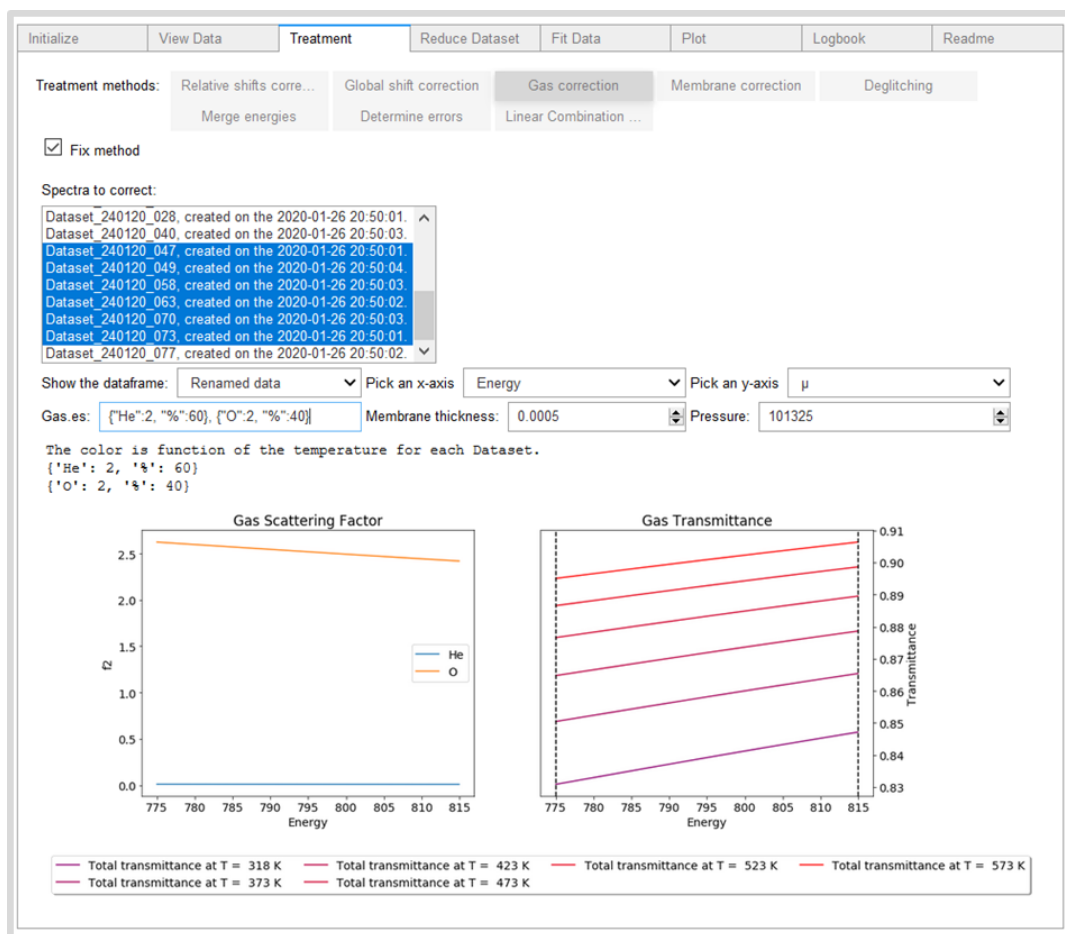 Initialize View Data Treatment Reduce Dataset Fit Data Plot Logbook Readme
Treatment methods: Relative shifts corre... Global shift correction Gas correction Membrane correction Deglitching
Merge energies Determine errors Linear Combination ...
Fix method
Spectra to correct:
Dataset_240120_028, created on the 2020-01-26 20:50:01.
Dataset_240120_040, created on the 2020-01-26 20:50:03.
Dataset_240120_047, created on the 2020-01-26 20:50:01.
Dataset_240120_049, created on the 2020-01-26 20:50:04.
Dataset_240120_058, created on the 2020-01-26 20:50:03.
Dataset_240120_063, created on the 2020-01-26 20:50:02.
Dataset_240120_070, created on the 2020-01-26 20:50:03.
Dataset_240120_073, created on the 2020-01-26 20:50:01.
Dataset_240120_077, created on the 2020-01-26 20:50:02.
Show the dataframe: Renamed data Pick an x-axis Energy Pick an y-axis μ
Gas.es: {"He":2, "%":60}, {"O":2, "%":40} Membrane thickness: 0.0005 Pressure: 101325
The color is function of the temperature for each Dataset.
{'He': 2, '%': 60}
{'O': 2, '%': 40}
Gas Scattering Factor
2.5
2.0
1.5
1.0
0.5
0.0
f2
He
O
775 780 785 790 795 800 805 810 815
Energy
Gas Transmittance
0.91
0.90
0.89
0.88
0.87
0.86
0.85
0.84
0.83
Transmittance
775 780 785 790 795 800 805 810 815
Energy
Total transmittance at T = 318 K Total transmittance at T = 423 K Total transmittance at T = 523 K Total transmittance at T = 573 K
Total transmittance at T = 373 K Total transmittance at T = 473 K